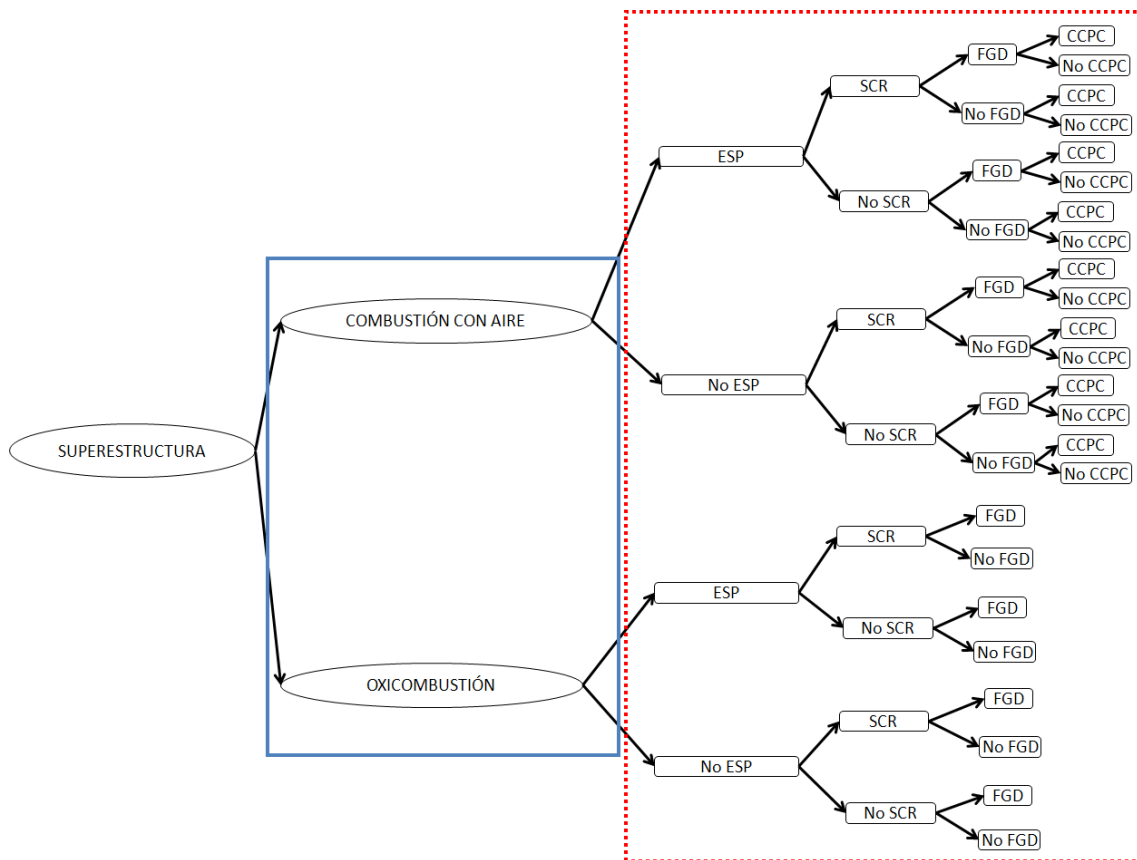 CCPC
FGD
No CCPC
SCR
CCPC
No FGD
No CCPC
ESP
CCPC
FGD
No CCPC
No SCR
CCPC
No FGD
No CCPC
CCPC
FGD
No CCPC
SCR
COMBUSTIÓN CON AIRE
CCPC
No FGD
No CCPC
No ESP
CCPC
FGD
No CCPC
No SCR
CCPC
No FGD
No CCPC
SUPERESTRUCTURA
FGD
SCR
No FGD
ESP
FGD
No SCR
No FGD
OXICOMBUSTIÓN
FGD
SCR
No FGD
No ESP
FGD
No SCR
No FGD